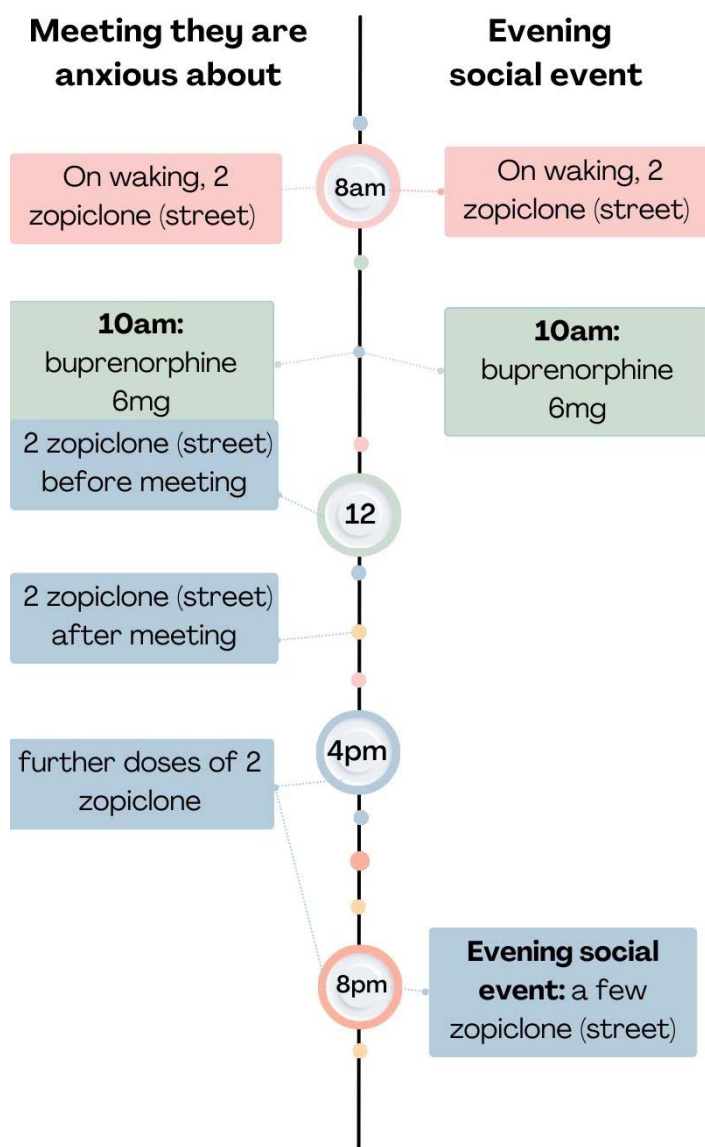 Meeting they are
anxious about
Evening
social event
8am
On waking, 2
zopiclone (street)
On waking, 2
zopiclone (street)
10am:
buprenorphine
6mg
10am:
buprenorphine
6mg
2 zopiclone (street)
before meeting
12
2 zopiclone (street)
after meeting
4pm
further doses of 2
zopiclone
8pm
Evening social
event: a few
zopiclone (street)